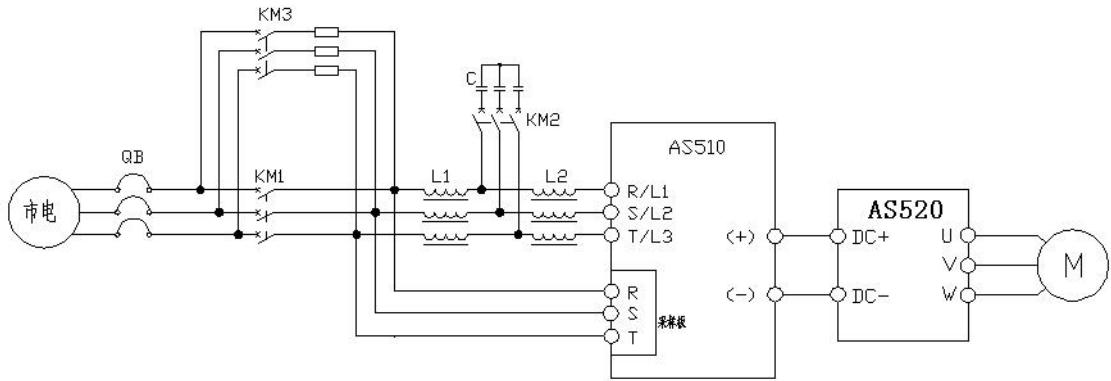 KM3
C
KM2
AS510
QB
KM1
L1
L2
R/L1
市电
S/L2
AS520
T/L3
(+)
DC+
U
V
M
R
(-)
DC-
W
S
采样板
T